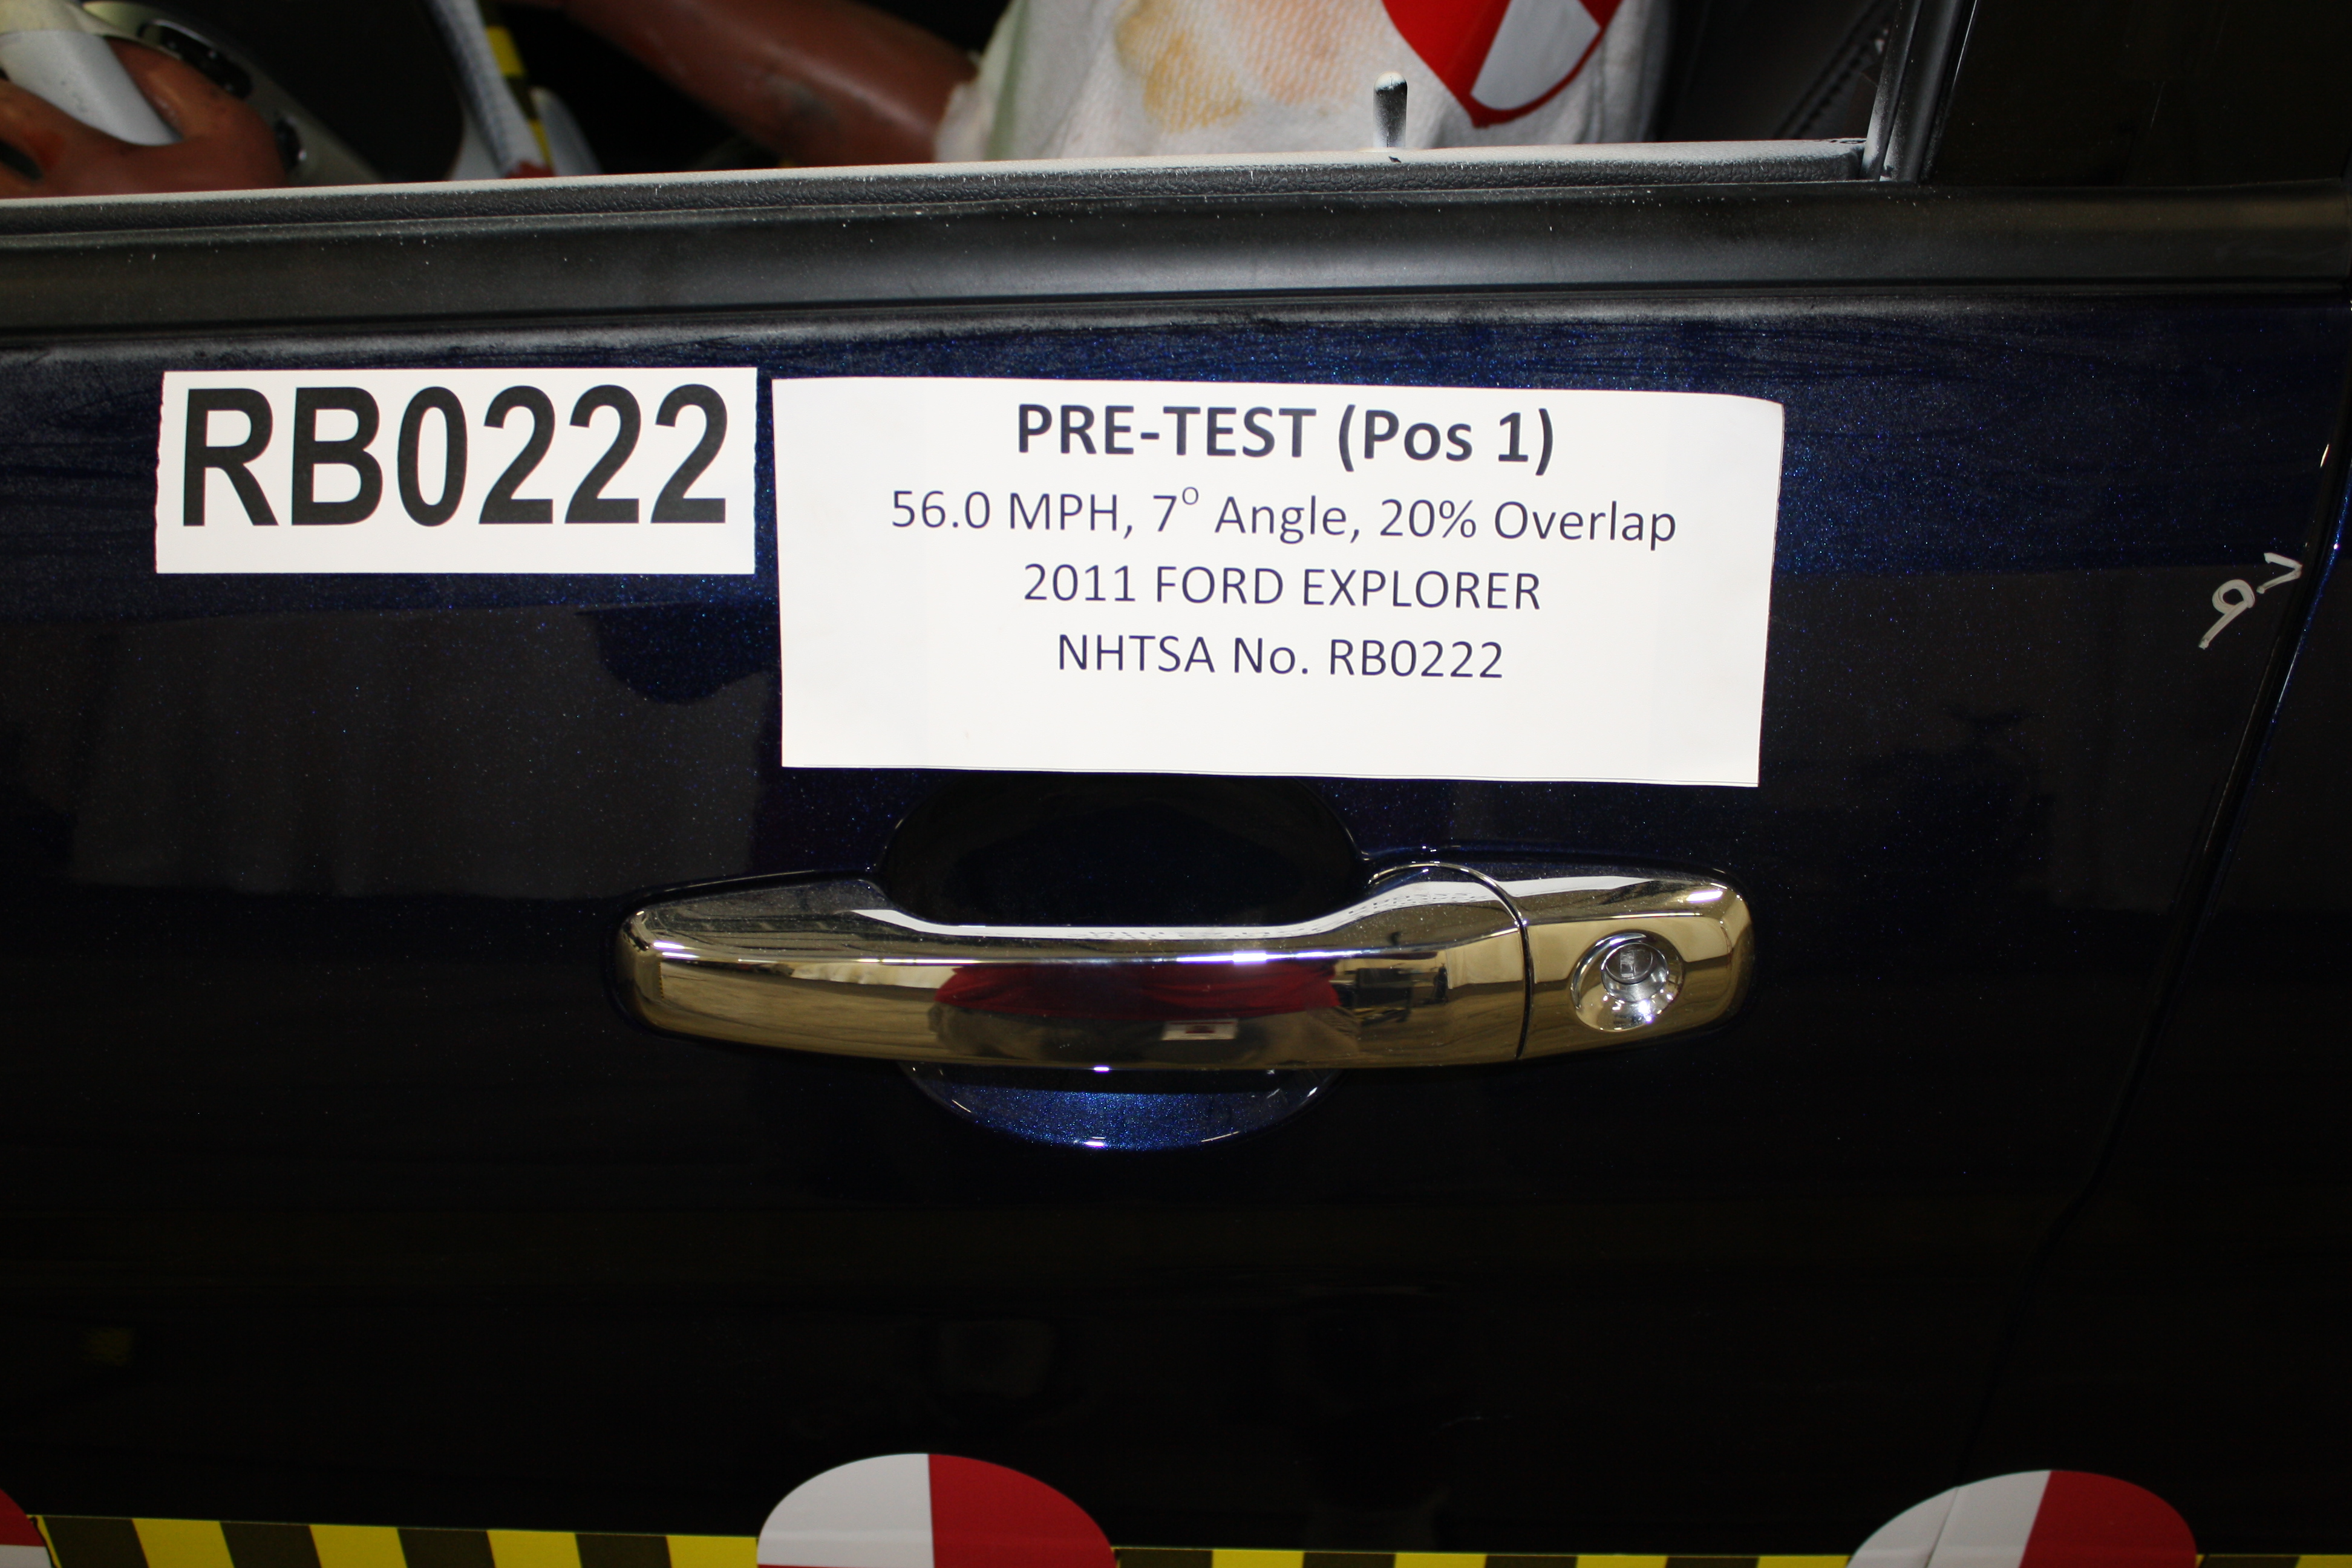 RB0222
PRE-TEST (Pos 1)
56.0 MPH, 7° Angle, 20% Overlap
2011 FORD EXPLORER
NHTSA No. RB0222